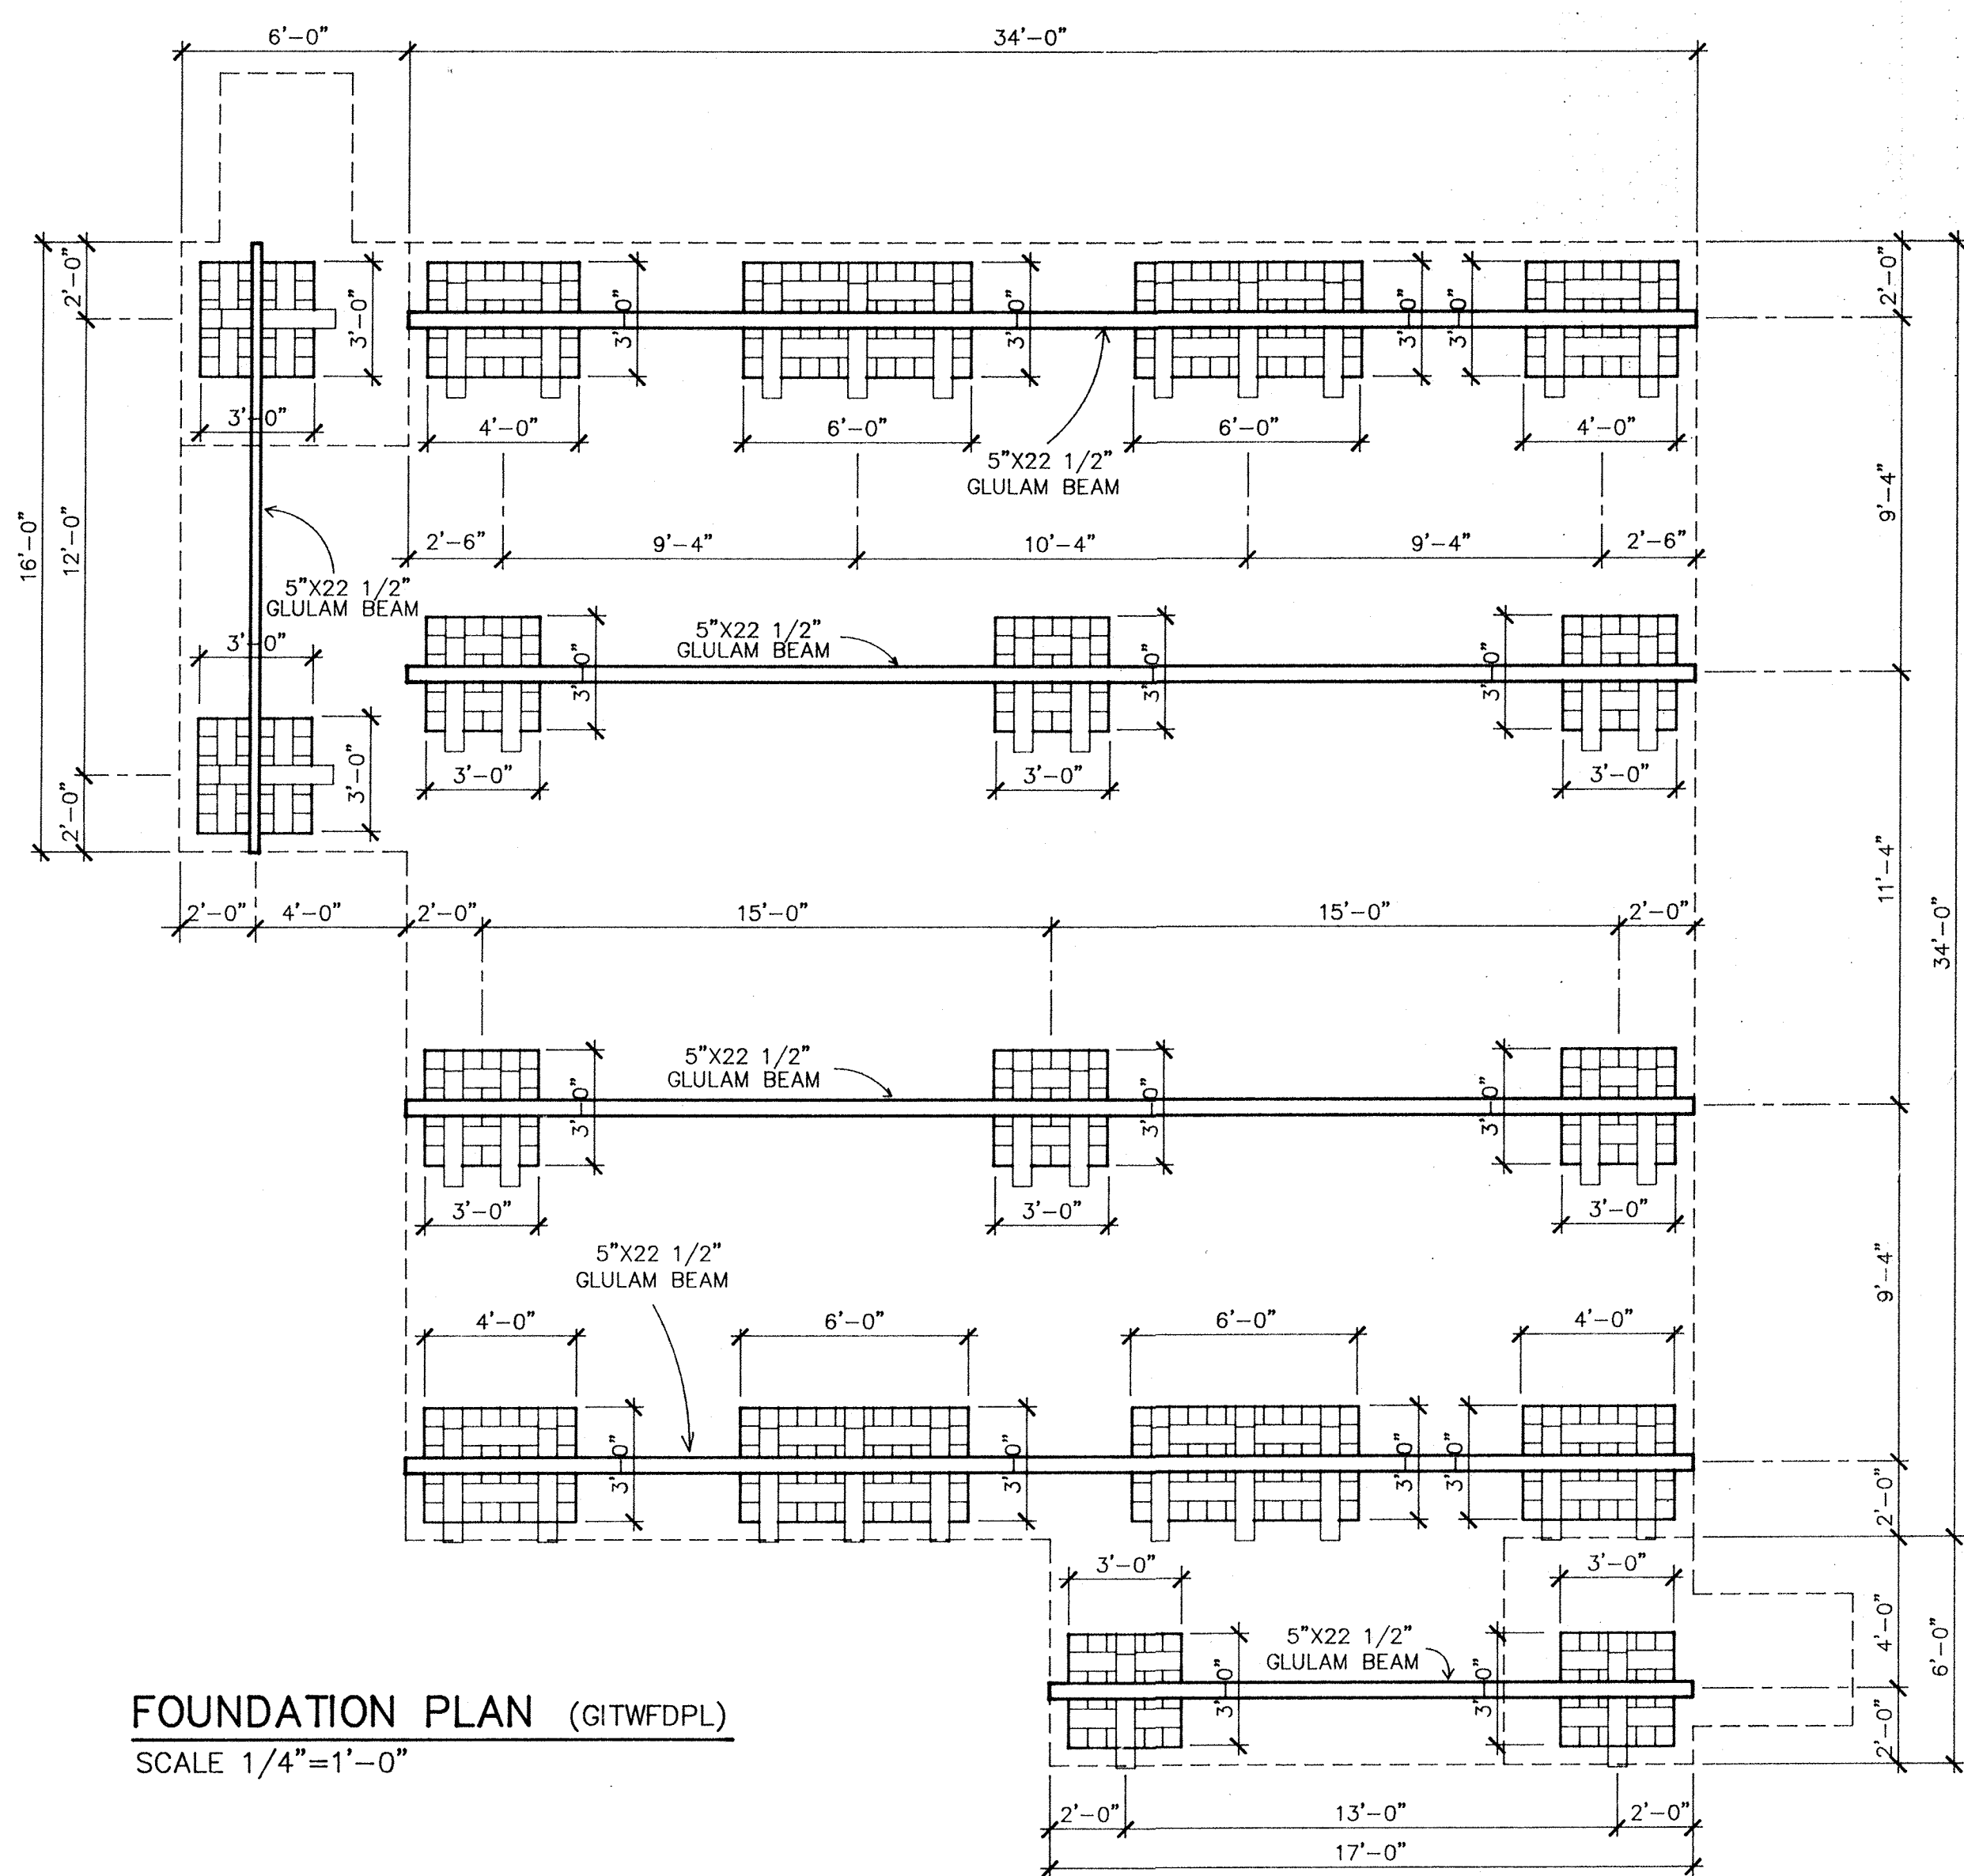 6'-0" 34'-0"
2'-0" 3'-0" 3'-0" 3'-0" 3'-0" 3'-0" 2'-0"
3'-0" 4'-0" 6'-0" 6'-0" 4'-0"
5"X22 1/2"
GLULAM BEAM
16'-0" 12'-0" 9'-4"
2'-6" 9'-4" 10'-4" 9'-4" 2'-6"
5"X22 1/2"
GLULAM BEAM
3'-0" 5"X22 1/2"
GLULAM BEAM
3'-0" 3'-0" 3'-0"
2'-0" 3'-0" 3'-0" 3'-0" 3'-0"
11'-4"
2'-0" 4'-0" 2'-0" 15'-0" 15'-0" 2'-0"
34'-0"
5"X22 1/2"
GLULAM BEAM
3'-0" 3'-0" 3'-0"
3'-0" 3'-0" 3'-0"
5"X22 1/2"
GLULAM BEAM
9'-4"
4'-0" 6'-0" 6'-0" 4'-0"
3'-0" 3'-0" 3'-0" 3'-0"
2'-0"
3'-0" 3'-0"
5"X22 1/2"
GLULAM BEAM
4'-0" 6'-0"
3'-0" 3'-0"
2'-0"
FOUNDATION PLAN (GITWFDPL)
SCALE 1/4"=1'-0"
2'-0" 13'-0" 2'-0"
17'-0"